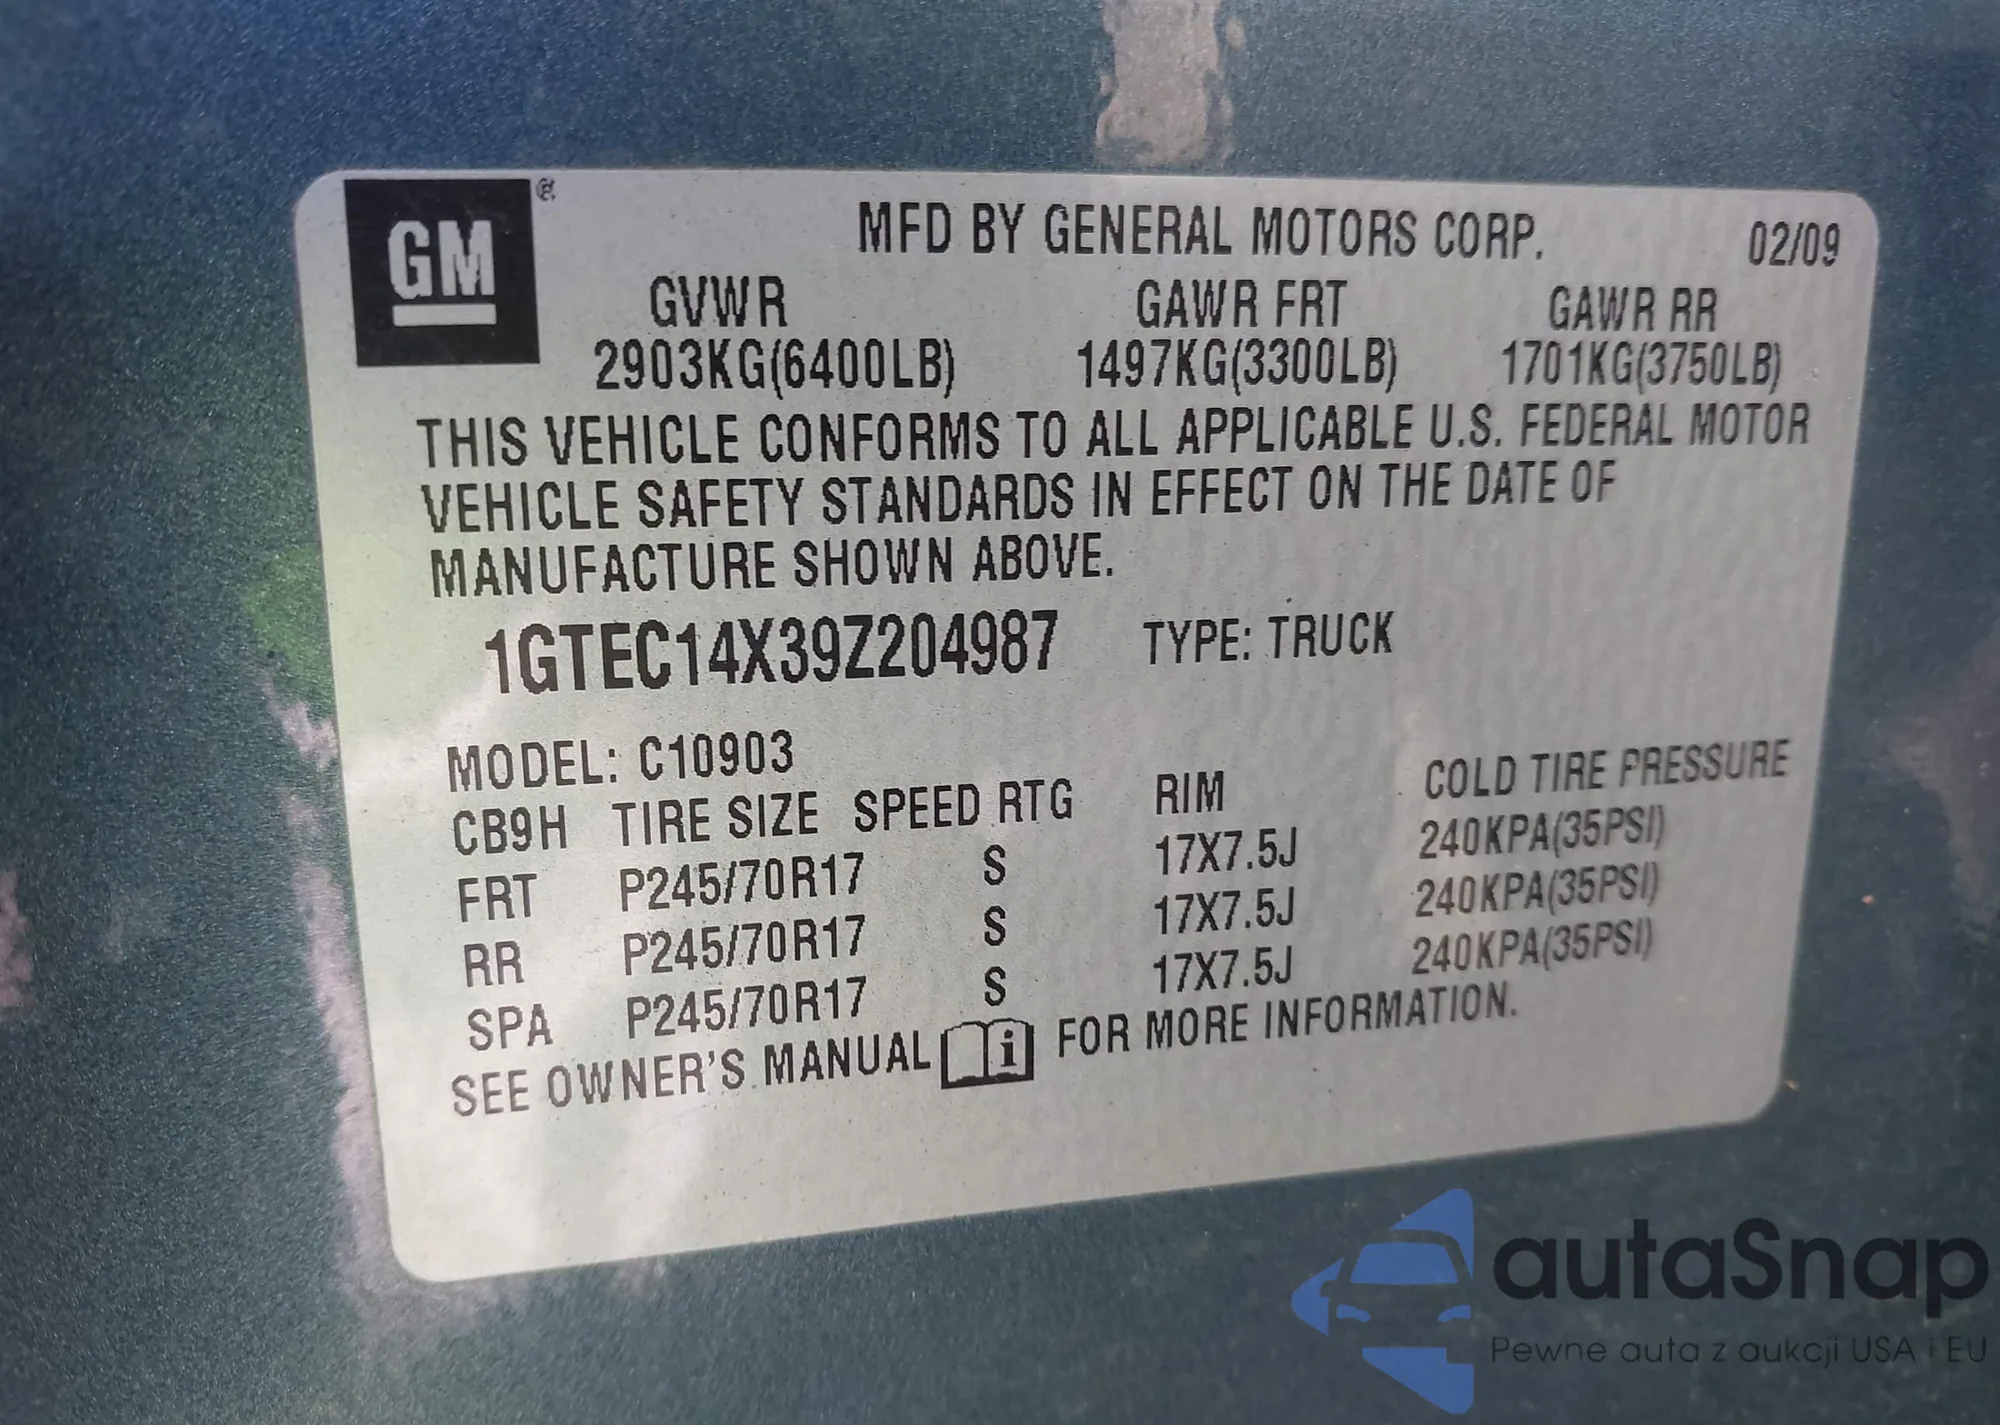 GM ®
MFD BY GENERAL MOTORS CORP. 02/09
GVWR GAWR FRT GAWR RR
2903KG(6400LB) 1497KG(3300LB) 1701KG(3750LB)
THIS VEHICLE CONFORMS TO ALL APPLICABLE U.S. FEDERAL MOTOR
VEHICLE SAFETY STANDARDS IN EFFECT ON THE DATE OF
MANUFACTURE SHOWN ABOVE.
1GTEC14X39Z204987 TYPE: TRUCK
MODEL: C10903
CB9H TIRE SIZE SPEED RTG RIM COLD TIRE PRESSURE
FRT P245/70R17 S 17X7.5J 240KPA(35PSI)
RR P245/70R17 S 17X7.5J 240KPA(35PSI)
SPA P245/70R17 S 17X7.5J 240KPA(35PSI)
SEE OWNER'S MANUAL i FOR MORE INFORMATION.
autaSnap
Pewne auta z aukcji USA i EU